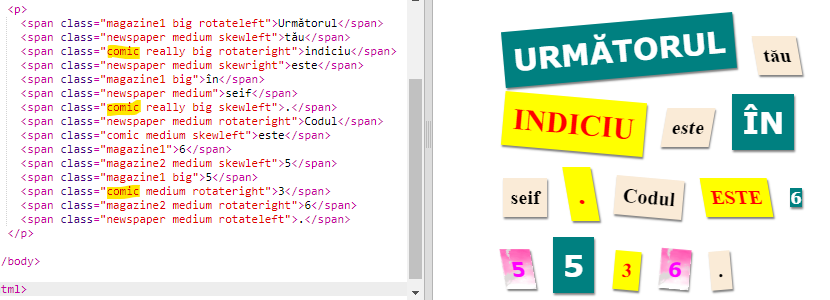 <p>
<span class="magazine1 big rotateleft">Următorul</span>
<span class="newspaper medium skewleft">tău</span>
<span class="comic really big rotateright">indiciu</span>
<span class="newspaper medium skewright">este</span>
<span class="magazine1 big">în</span>
<span class="newspaper medium">seif</span>
<span class="comic really big skewleft">.</span>
<span class="newspaper medium rotateright">Codul</span>
<span class="comic medium skewleft">este</span>
<span class="magazine1">6</span>
<span class="magazine2 medium skewleft">5</span>
<span class="magazine1 big">5</span>
<span class="comic medium rotateright">3</span>
<span class="magazine2 medium rotateright">6</span>
<span class="newspaper medium rotateleft">.</span>
</p>
/body>
tml>
URMĂTORUL tău
INDICIU este ÎN
seif . Codul ESTE 6
5 5 3 6 .